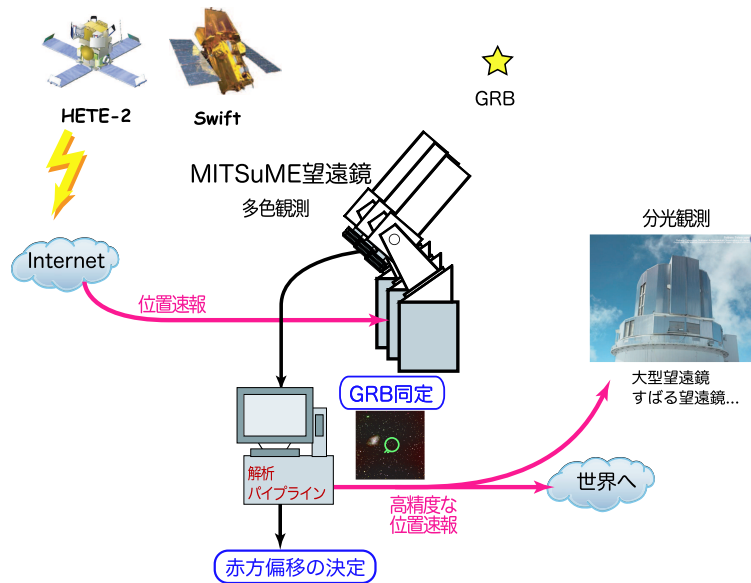 HETE-2
Swift
GRB
MITSuME望遠鏡
多色観測
分光観測
Internet
位置速報
大型望遠鏡
すばる望遠鏡...
GRB同定
解析
パイプライン
世界へ
高精度な
位置速報
赤方偏移の決定